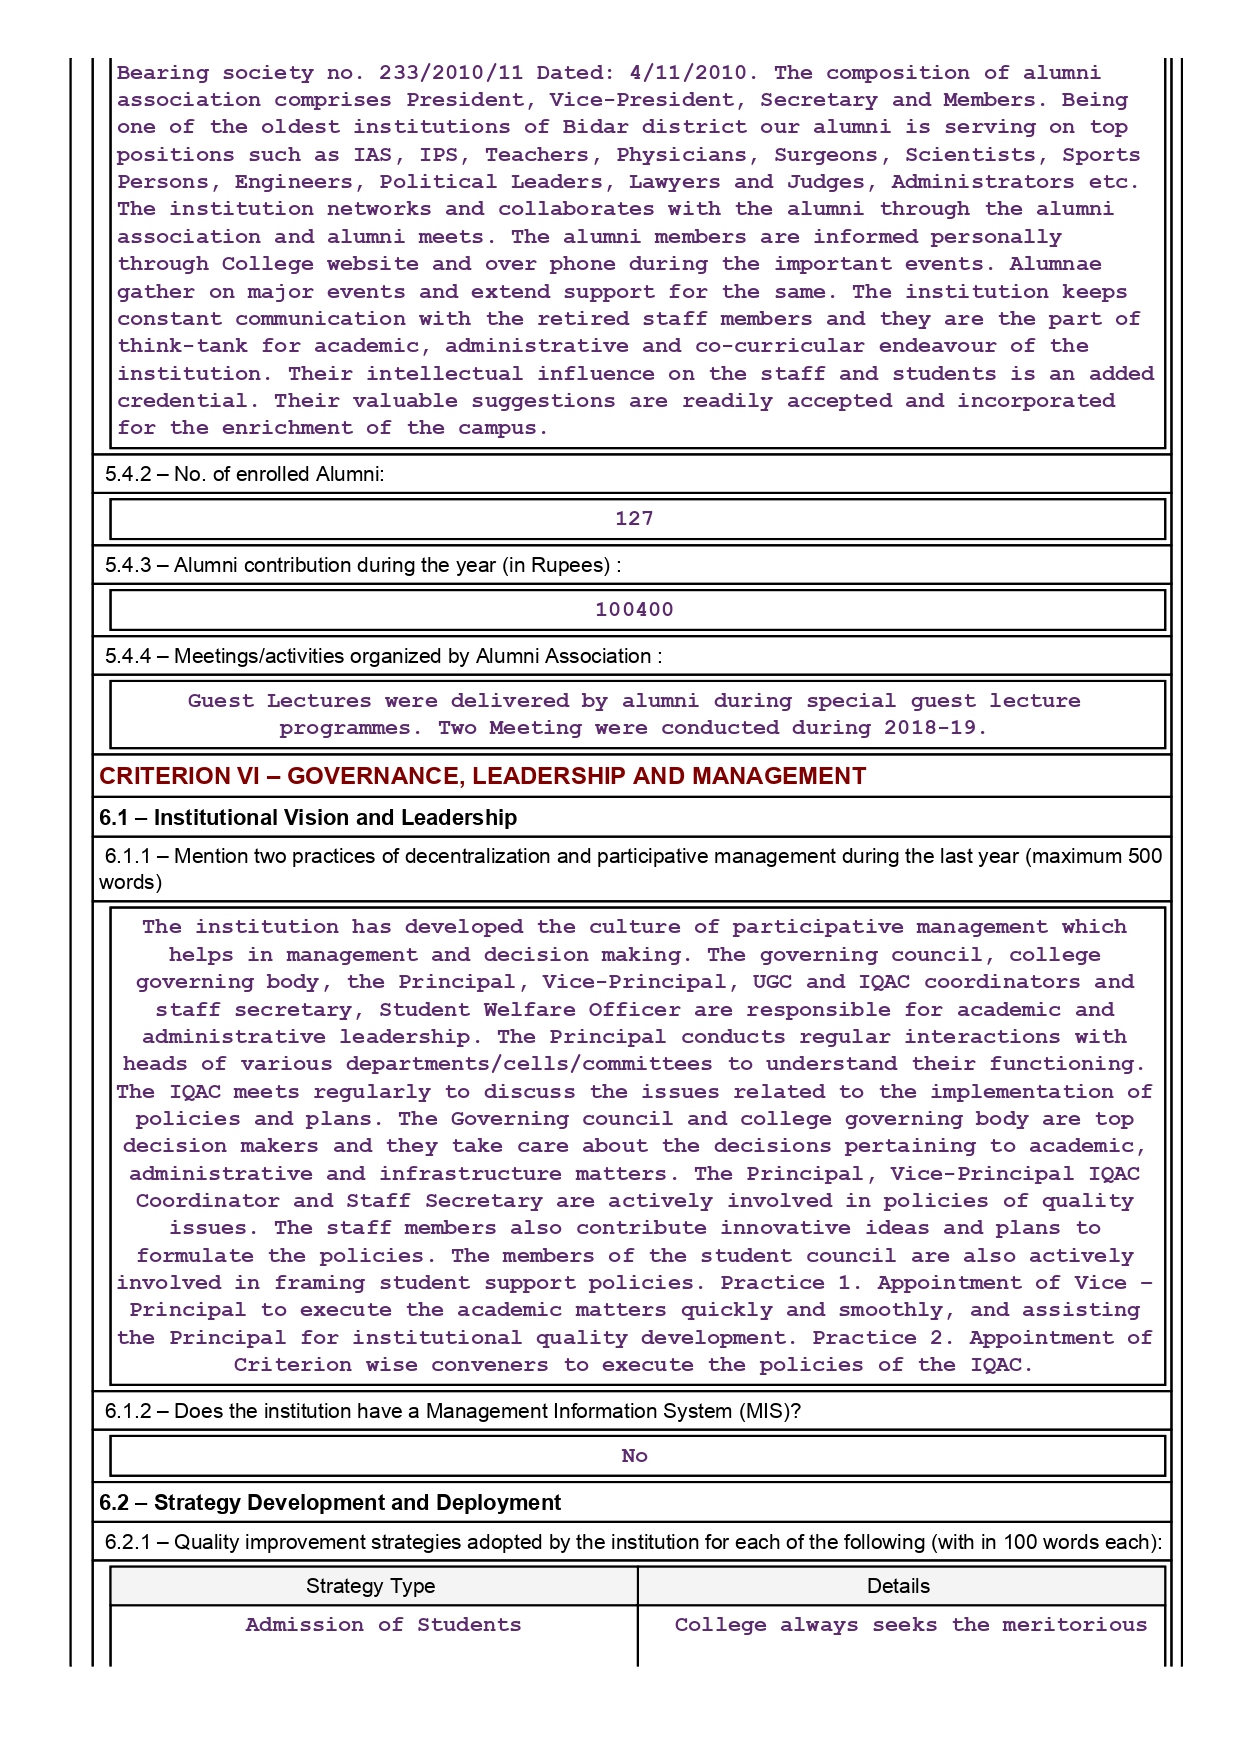 Bearing society no. 233/2010/11 Dated: 4/11/2010. The composition of alumni
association comprises President, Vice-President, Secretary and Members. Being
one of the oldest institutions of Bidar district our alumni is serving on top
positions such as IAS, IPS, Teachers, Physicians, Surgeons, Scientists, Sports
Persons, Engineers, Political Leaders, Lawyers and Judges, Administrators etc.
The institution networks and collaborates with the alumni through the alumni
association and alumni meets. The alumni members are informed personally
through College website and over phone during the important events. Alumnae
gather on major events and extend support for the same. The institution keeps
constant communication with the retired staff members and they are the part of
think-tank for academic, administrative and co-curricular endeavour of the
institution. Their intellectual influence on the staff and students is an added
credential. Their valuable suggestions are readily accepted and incorporated
for the enrichment of the campus.
5.4.2 – No. of enrolled Alumni:
127
5.4.3 – Alumni contribution during the year (in Rupees) :
100400
5.4.4 – Meetings/activities organized by Alumni Association :
Guest Lectures were delivered by alumni during special guest lecture
programmes. Two Meeting were conducted during 2018-19.
CRITERION VI – GOVERNANCE, LEADERSHIP AND MANAGEMENT
6.1 – Institutional Vision and Leadership
6.1.1 – Mention two practices of decentralization and participative management during the last year (maximum 500
words)
The institution has developed the culture of participative management which
helps in management and decision making. The governing council, college
governing body, the Principal, Vice-Principal, UGC and IQAC coordinators and
staff secretary, Student Welfare Officer are responsible for academic and
administrative leadership. The Principal conducts regular interactions with
heads of various departments/cells/committees to understand their functioning.
The IQAC meets regularly to discuss the issues related to the implementation of
policies and plans. The Governing council and college governing body are top
decision makers and they take care about the decisions pertaining to academic,
administrative and infrastructure matters. The Principal, Vice-Principal IQAC
Coordinator and Staff Secretary are actively involved in policies of quality
issues. The staff members also contribute innovative ideas and plans to
formulate the policies. The members of the student council are also actively
involved in framing student support policies. Practice 1. Appointment of Vice –
Principal to execute the academic matters quickly and smoothly, and assisting
the Principal for institutional quality development. Practice 2. Appointment of
Criterion wise conveners to execute the policies of the IQAC.
6.1.2 – Does the institution have a Management Information System (MIS)?
No
6.2 – Strategy Development and Deployment
6.2.1 – Quality improvement strategies adopted by the institution for each of the following (with in 100 words each):
Strategy Type Details
Admission of Students College always seeks the meritorious